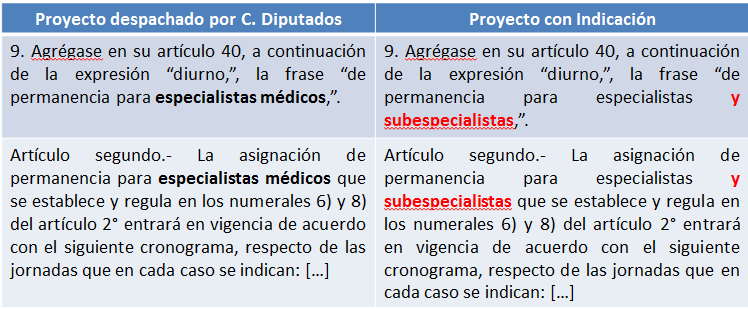 Proyecto despachado por C. Diputados
Proyecto con Indicación
9. Agrégase en su artículo 40, a continuación
de la expresión “diurno,”, la frase “de
permanencia para especialistas médicos,”.
9. Agrégase en su artículo 40, a continuación
de la expresión “diurno,”, la frase “de
permanencia para especialistas y
subespecialistas,”.
Artículo segundo.- La asignación de
permanencia para especialistas médicos que
se establece y regula en los numerales 6) y 8)
del artículo 2° entrará en vigencia de acuerdo
con el siguiente cronograma, respecto de las
jornadas que en cada caso se indican: […]
Artículo segundo.- La asignación de
permanencia para especialistas y
subespecialistas que se establece y regula en
los numerales 6) y 8) del artículo 2° entrará
en vigencia de acuerdo con el siguiente
cronograma, respecto de las jornadas que en
cada caso se indican: […]